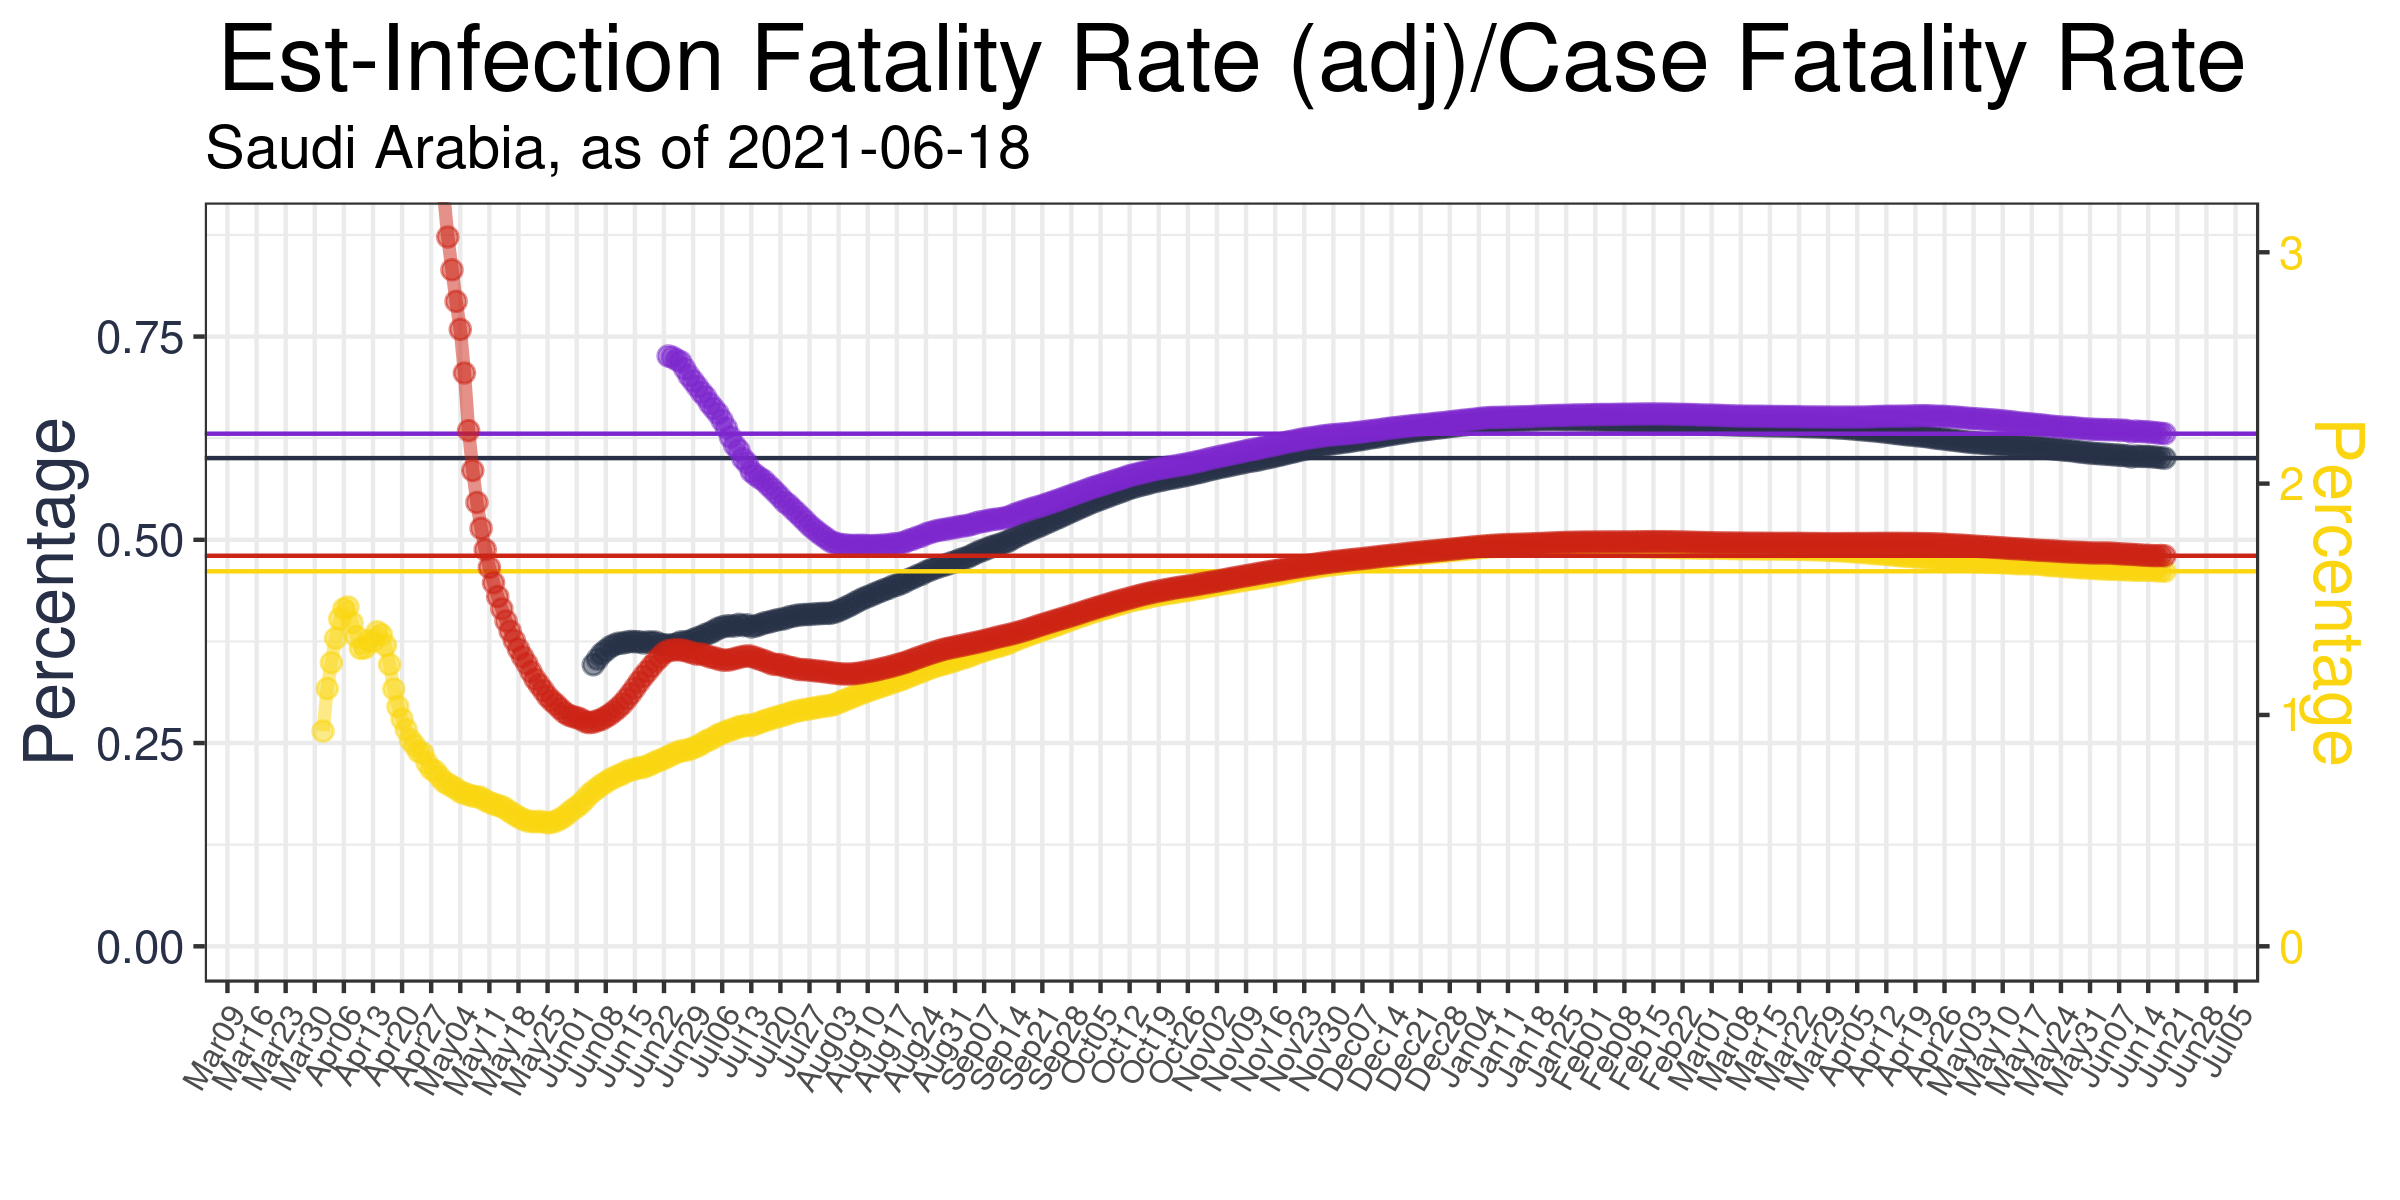 Est-Infection Fatality Rate (adj)/Case Fatality Rate
Saudi Arabia, as of 2021-06-18
Percentage
0.75
0.50
0.25
0.00
3
2
1
0
Percentage
Mar09
Mar16
Mar23
Mar30
Apr06
Apr13
Apr20
Apr27
May04
May11
May18
May25
Jun01
Jun08
Jun15
Jun22
Jun29
Jul06
Jul13
Jul20
Jul27
Aug03
Aug10
Aug17
Aug24
Aug31
Sep07
Sep14
Sep21
Sep28
Oct05
Oct12
Oct19
Oct26
Nov02
Nov09
Nov16
Nov23
Nov30
Dec07
Dec14
Dec21
Dec28
Jan04
Jan11
Jan18
Jan25
Feb01
Feb08
Feb15
Feb22
Mar01
Mar08
Mar15
Mar22
Mar29
Apr05
Apr12
Apr19
Apr26
May03
May10
May17
May24
May31
Jun07
Jun14
Jun21
Jun28
Jul05